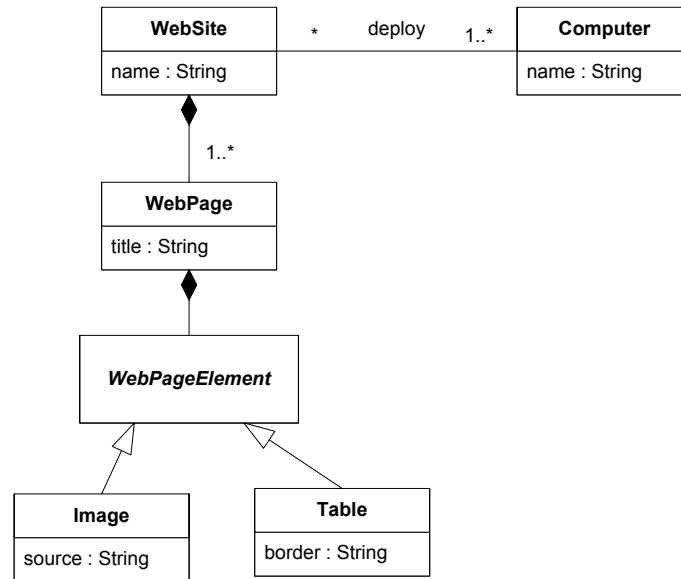 WebSite
name : String
* deploy 1..*
Computer
name : String
1..*
WebPage
title : String
WebPageElement
Image
source : String
Table
border : String